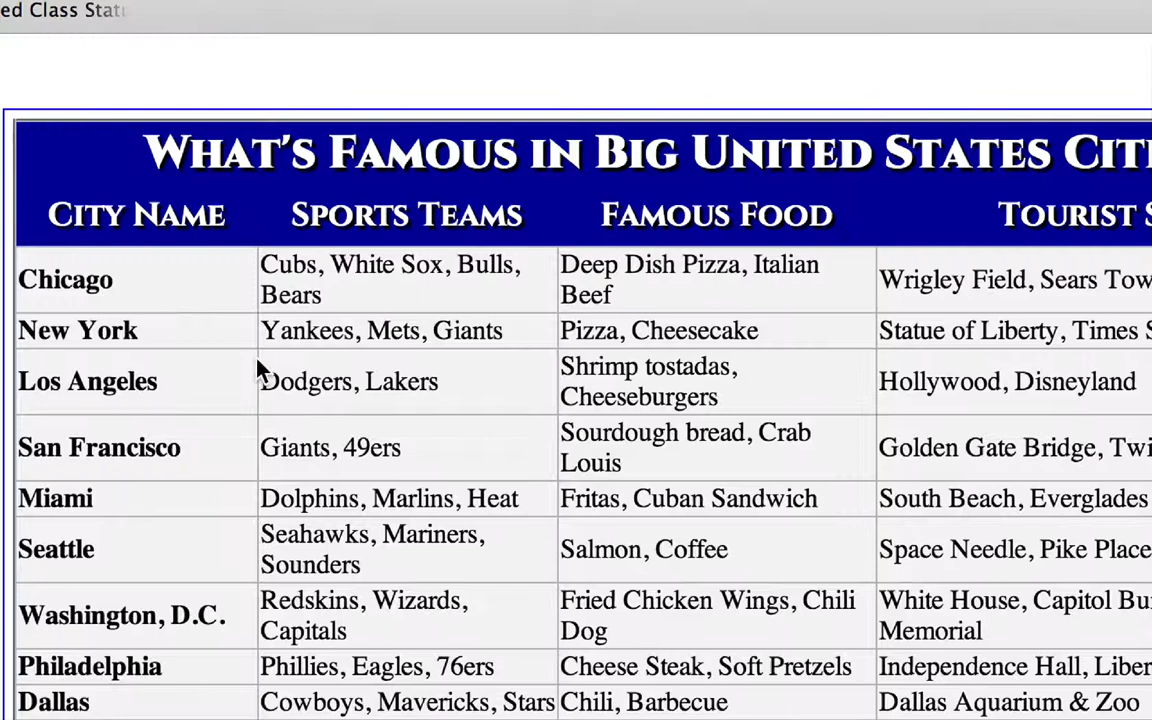 ed Class Stat
What's Famous in Big United States Citi
City Name Sports Teams Famous Food Tourist S
Chicago Cubs, White Sox, Bulls, Bears Deep Dish Pizza, Italian Beef Wrigley Field, Sears Tow
New York Yankees, Mets, Giants Pizza, Cheesecake Statue of Liberty, Times S
Los Angeles Dodgers, Lakers Shrimp tostadas, Cheeseburgers Hollywood, Disneyland
San Francisco Giants, 49ers Sourdough bread, Crab Louis Golden Gate Bridge, Twi
Miami Dolphins, Marlins, Heat Fritas, Cuban Sandwich South Beach, Everglades
Seattle Seahawks, Mariners, Sounders Salmon, Coffee Space Needle, Pike Place
Washington, D.C. Redskins, Wizards, Capitals Fried Chicken Wings, Chili Dog White House, Capitol Bu Memorial
Philadelphia Phillies, Eagles, 76ers Cheese Steak, Soft Pretzels Independence Hall, Liber
Dallas Cowboys, Mavericks, Stars Chili, Barbecue Dallas Aquarium & Zoo